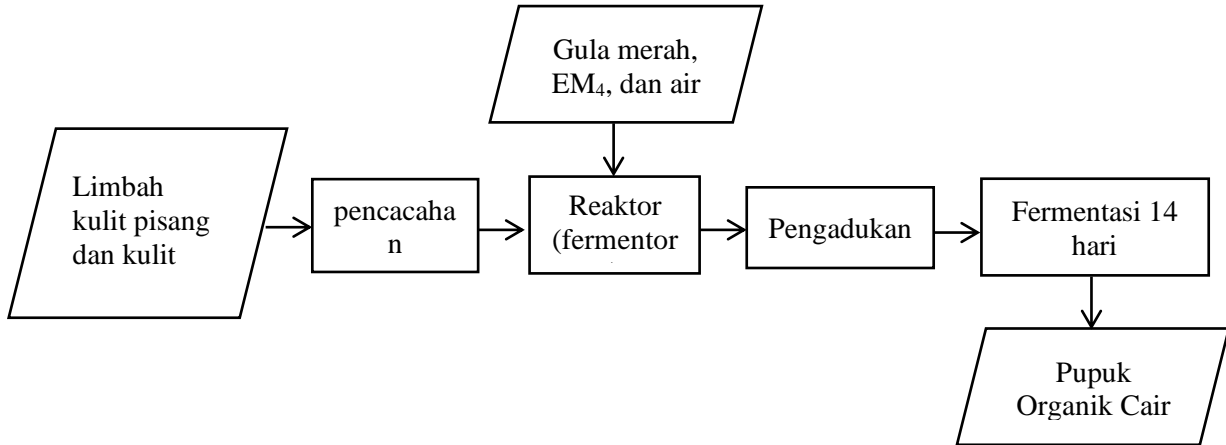 Gula merah,
EM₄, dan air
Limbah
kulit pisang
dan kulit
pencacaha
n
Reaktor
(fermentor
Pengadukan
Fermentasi 14
hari
Pupuk
Organik Cair